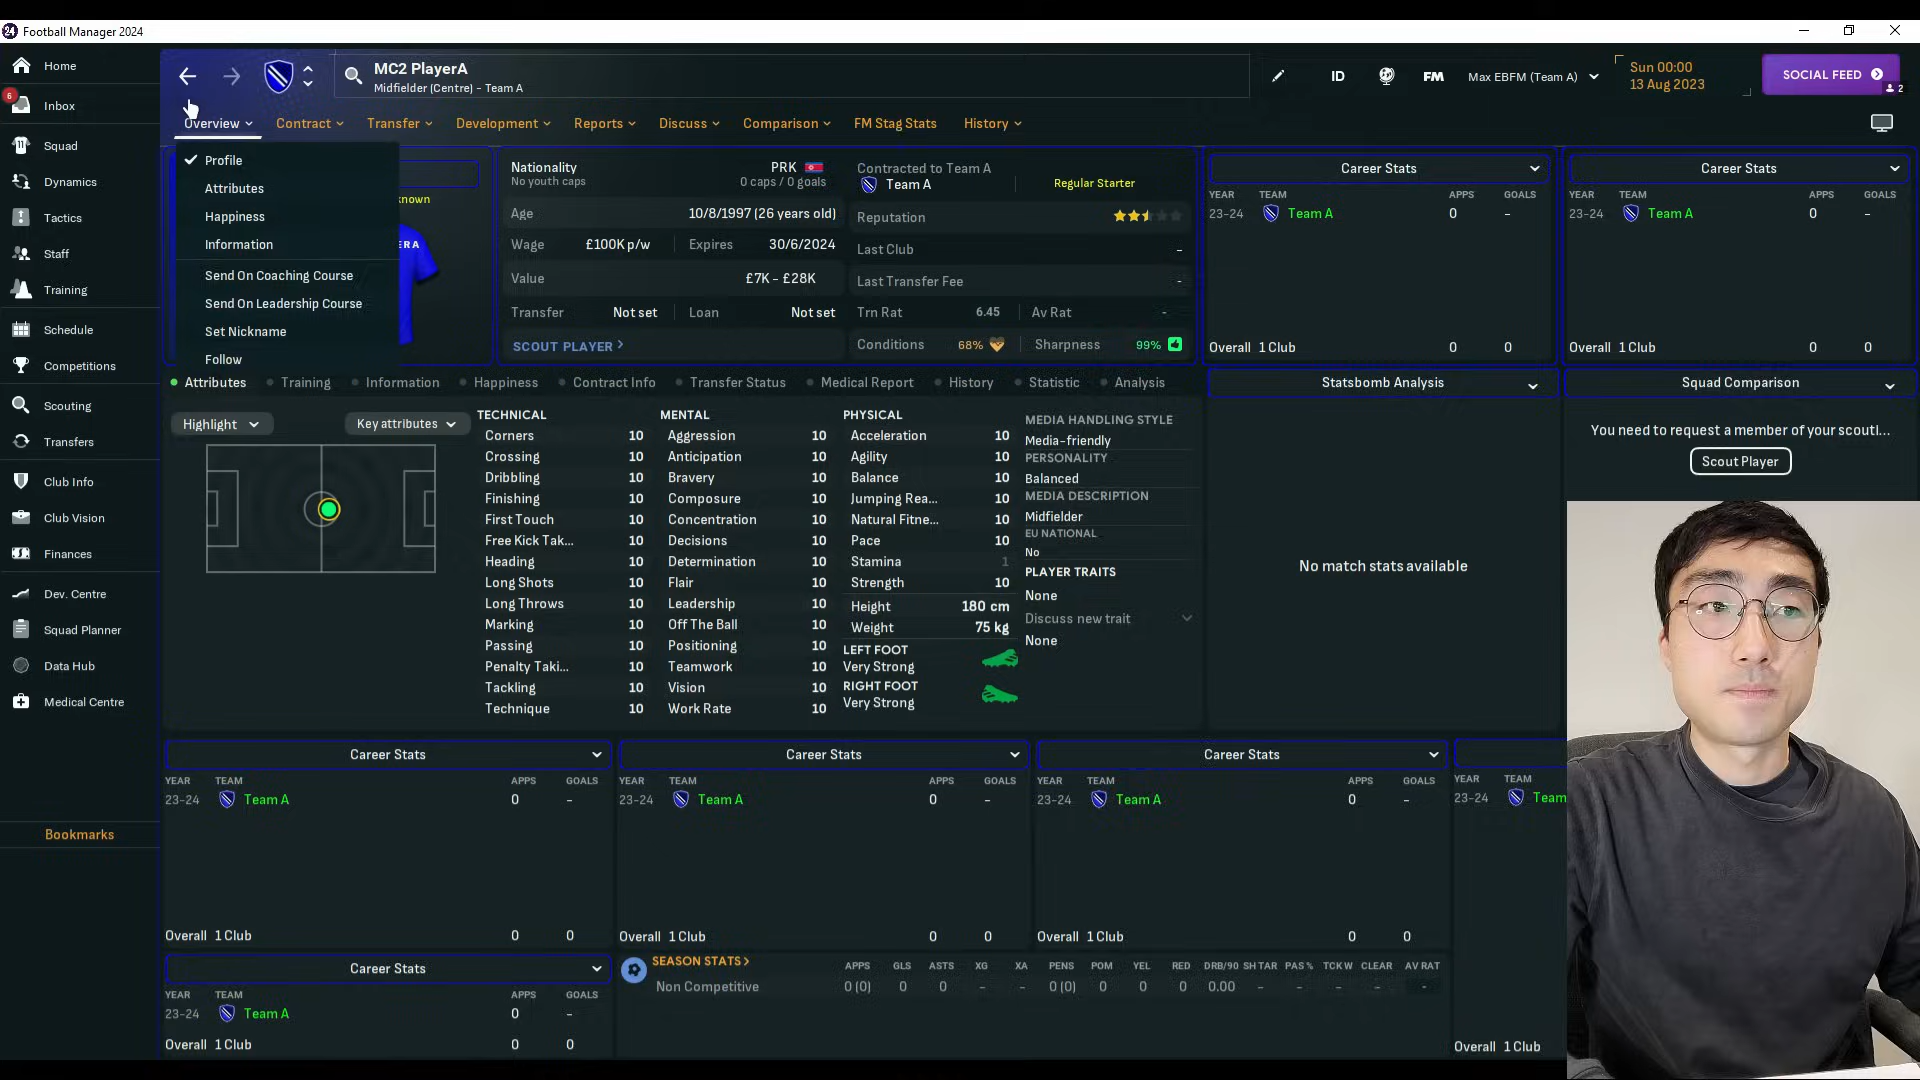 24 Football Manager 2024
Home
6
Inbox
Squad
Dynamics
Tactics
Staff
Training
Schedule
Competitions
Scouting
Transfers
Club Info
Club Vision
Finances
Dev. Centre
Squad Planner
Data Hub
Medical Centre
Bookmarks
MC2 PlayerA
Midfielder (Centre) - Team A
ID
FM
Max EBFM (Team A)
Sun 00:00
13 Aug 2023
SOCIAL FEED
2
Overview
Contract
Transfer
Development
Reports
Discuss
Comparison
FM Stag Stats
History
Profile
Attributes
Happiness
Information
Send On Coaching Course
Send On Leadership Course
Set Nickname
Follow
known
ERA
Nationality PRK
No youth caps 0 caps / 0 goals
Age 10/8/1997 (26 years old)
Wage £100K p/w Expires 30/6/2024
Value £7K - £28K
Transfer Not set Loan Not set
SCOUT PLAYER >
Contracted to Team A
Team A Regular Starter
Reputation
Last Club -
Last Transfer Fee -
Trn Rat 6.45 Av Rat -
Conditions 68% Sharpness 99%
Career Stats
YEAR TEAM APPS GOALS
23-24 Team A 0 -
Overall 1 Club 0 0
Career Stats
YEAR TEAM APPS GOALS
23-24 Team A 0 -
Overall 1 Club 0 0
Attributes Training Information Happiness Contract Info Transfer Status Medical Report History Statistic Analysis
Highlight
Key attributes
TECHNICAL
Corners 10
Crossing 10
Dribbling 10
Finishing 10
First Touch 10
Free Kick Tak... 10
Heading 10
Long Shots 10
Long Throws 10
Marking 10
Passing 10
Penalty Taki... 10
Tackling 10
Technique 10
MENTAL
Aggression 10
Anticipation 10
Bravery 10
Composure 10
Concentration 10
Decisions 10
Determination 10
Flair 10
Leadership 10
Off The Ball 10
Positioning 10
Teamwork 10
Vision 10
Work Rate 10
PHYSICAL
Acceleration 10
Agility 10
Balance 10
Jumping Rea... 10
Natural Fitne... 10
Pace 10
Stamina 1
Strength 10
Height 180 cm
Weight 75 kg
LEFT FOOT
Very Strong
RIGHT FOOT
Very Strong
MEDIA HANDLING STYLE
Media-friendly
PERSONALITY
Balanced
MEDIA DESCRIPTION
Midfielder
EU NATIONAL
No
PLAYER TRAITS
None
Discuss new trait
None
Statsbomb Analysis
No match stats available
Squad Comparison
You need to request a member of your scouti...
Scout Player
Career Stats
YEAR TEAM APPS GOALS
23-24 Team A 0 -
Overall 1 Club 0 0
Career Stats
YEAR TEAM APPS GOALS
23-24 Team A 0 -
Overall 1 Club 0 0
Career Stats
YEAR TEAM APPS GOALS
23-24 Team A 0 -
Overall 1 Club 0 0
YEAR TEAM
23-24 Team
Overall 1 Club
Career Stats
YEAR TEAM APPS GOALS
23-24 Team A 0 -
Overall 1 Club 0 0
SEASON STATS > APPS GLS ASTS XG XA PENS POM YEL RED DRB/90 SH TAR PAS % TCK W CLEAR AV RAT
Non Competitive 0 (0) 0 0 - - 0 (0) 0 0 0 0.00 - - - - -